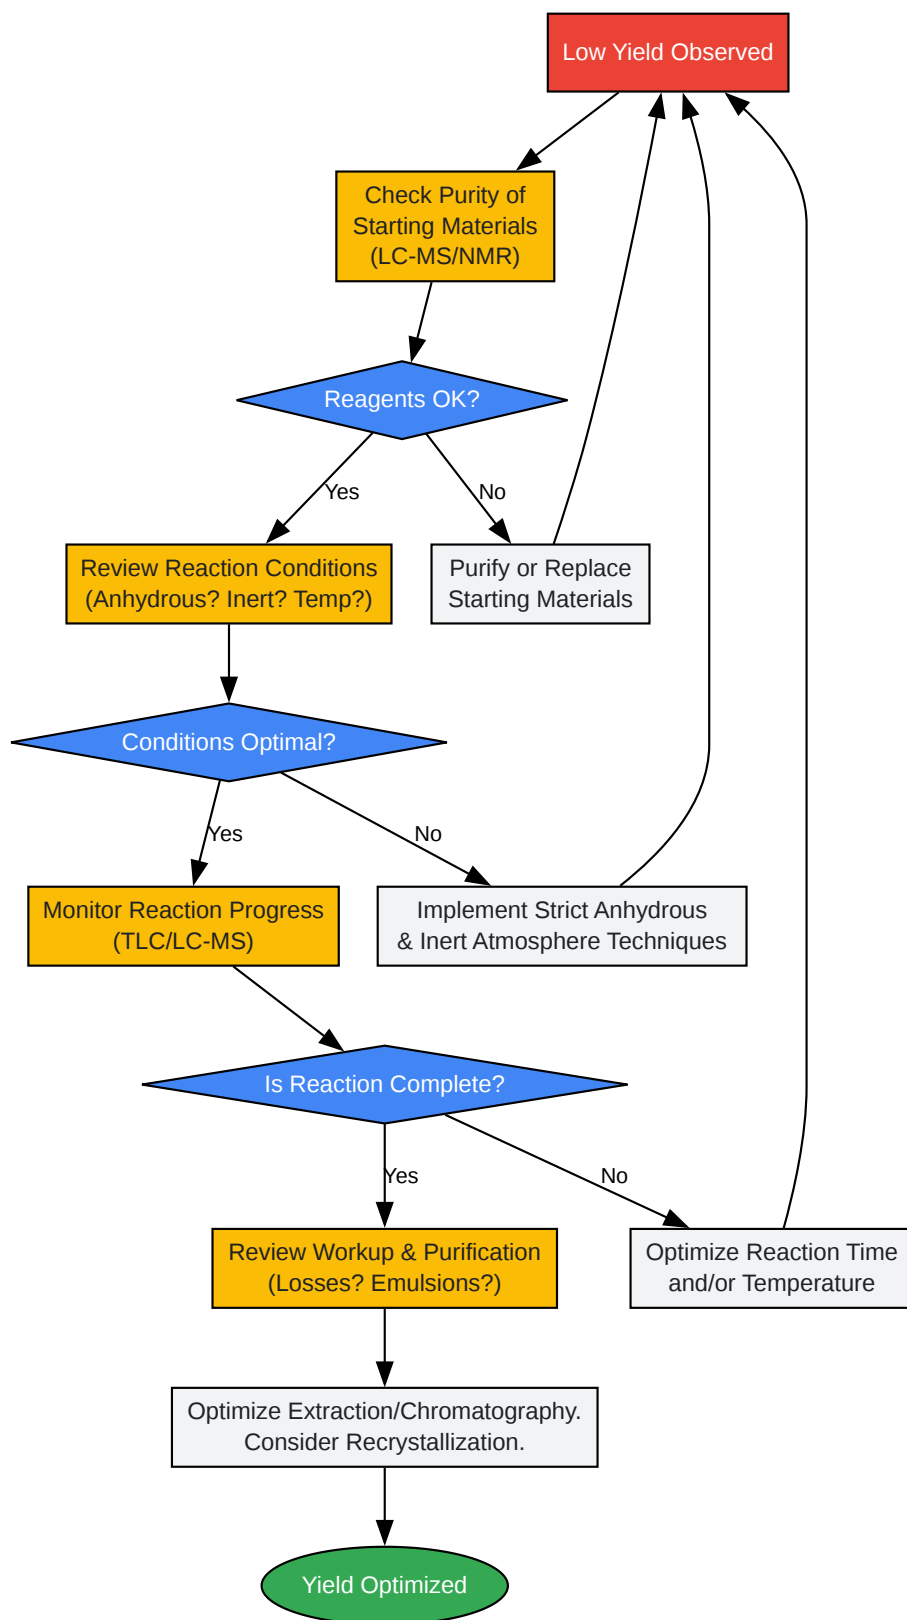 Low Yield Observed
Check Purity of
Starting Materials
(LC-MS/NMR)
Reagents OK?
Yes
No
Review Reaction Conditions
(Anhydrous? Inert? Temp?)
Purify or Replace
Starting Materials
Conditions Optimal?
Yes
No
Monitor Reaction Progress
(TLC/LC-MS)
Implement Strict Anhydrous
& Inert Atmosphere Techniques
Is Reaction Complete?
Yes
No
Review Workup & Purification
(Losses? Emulsions?)
Optimize Reaction Time
and/or Temperature
Optimize Extraction/Chromatography.
Consider Recrystallization.
Yield Optimized